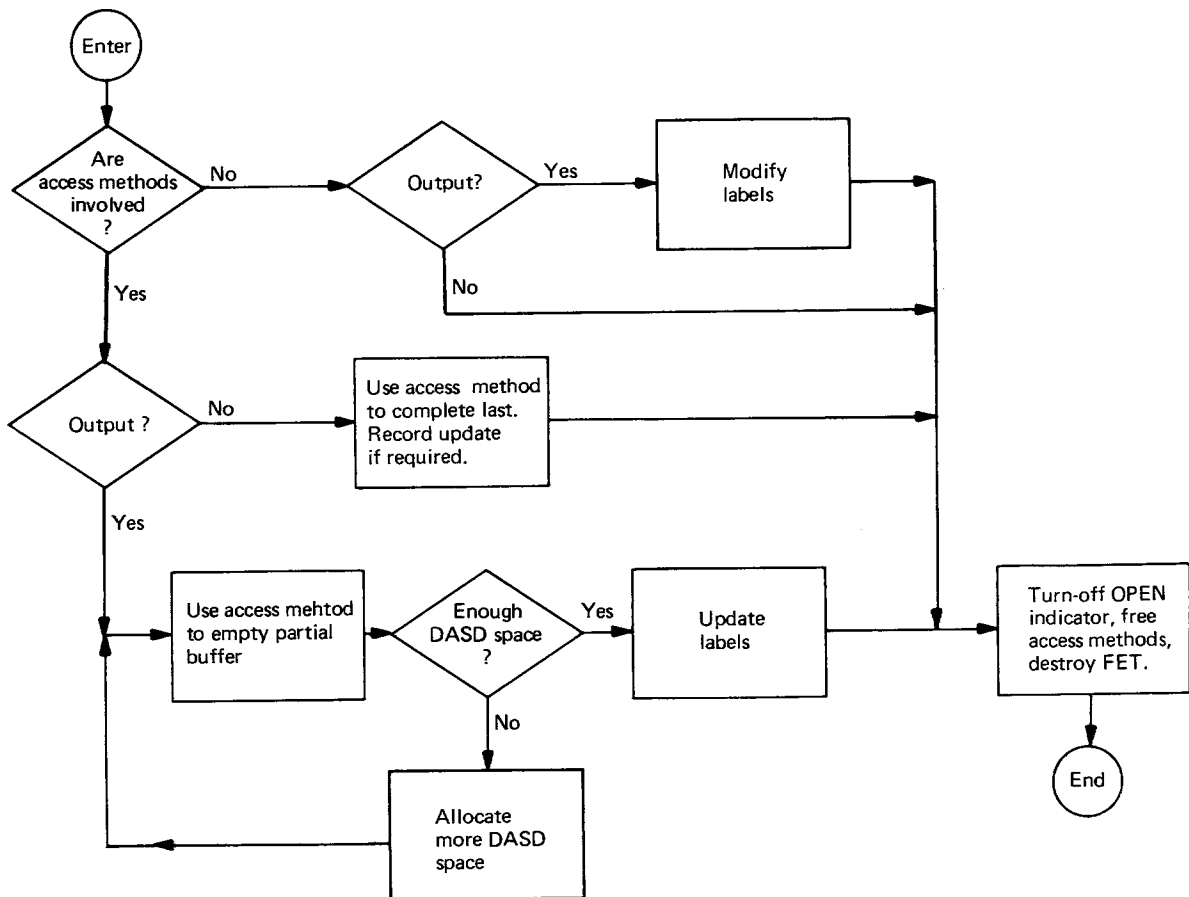 Enter
Are
access methods
involved
?
No
Output?
Yes
Modify
labels
Yes
No
Output ?
No
Use access method
to complete last.
Record update
if required.
Yes
Use access mehtod
to empty partial
buffer
Enough
DASD space
?
Yes
Update
labels
Turn-off OPEN
indicator, free
access methods,
destroy FET.
No
Allocate
more DASD
space
End